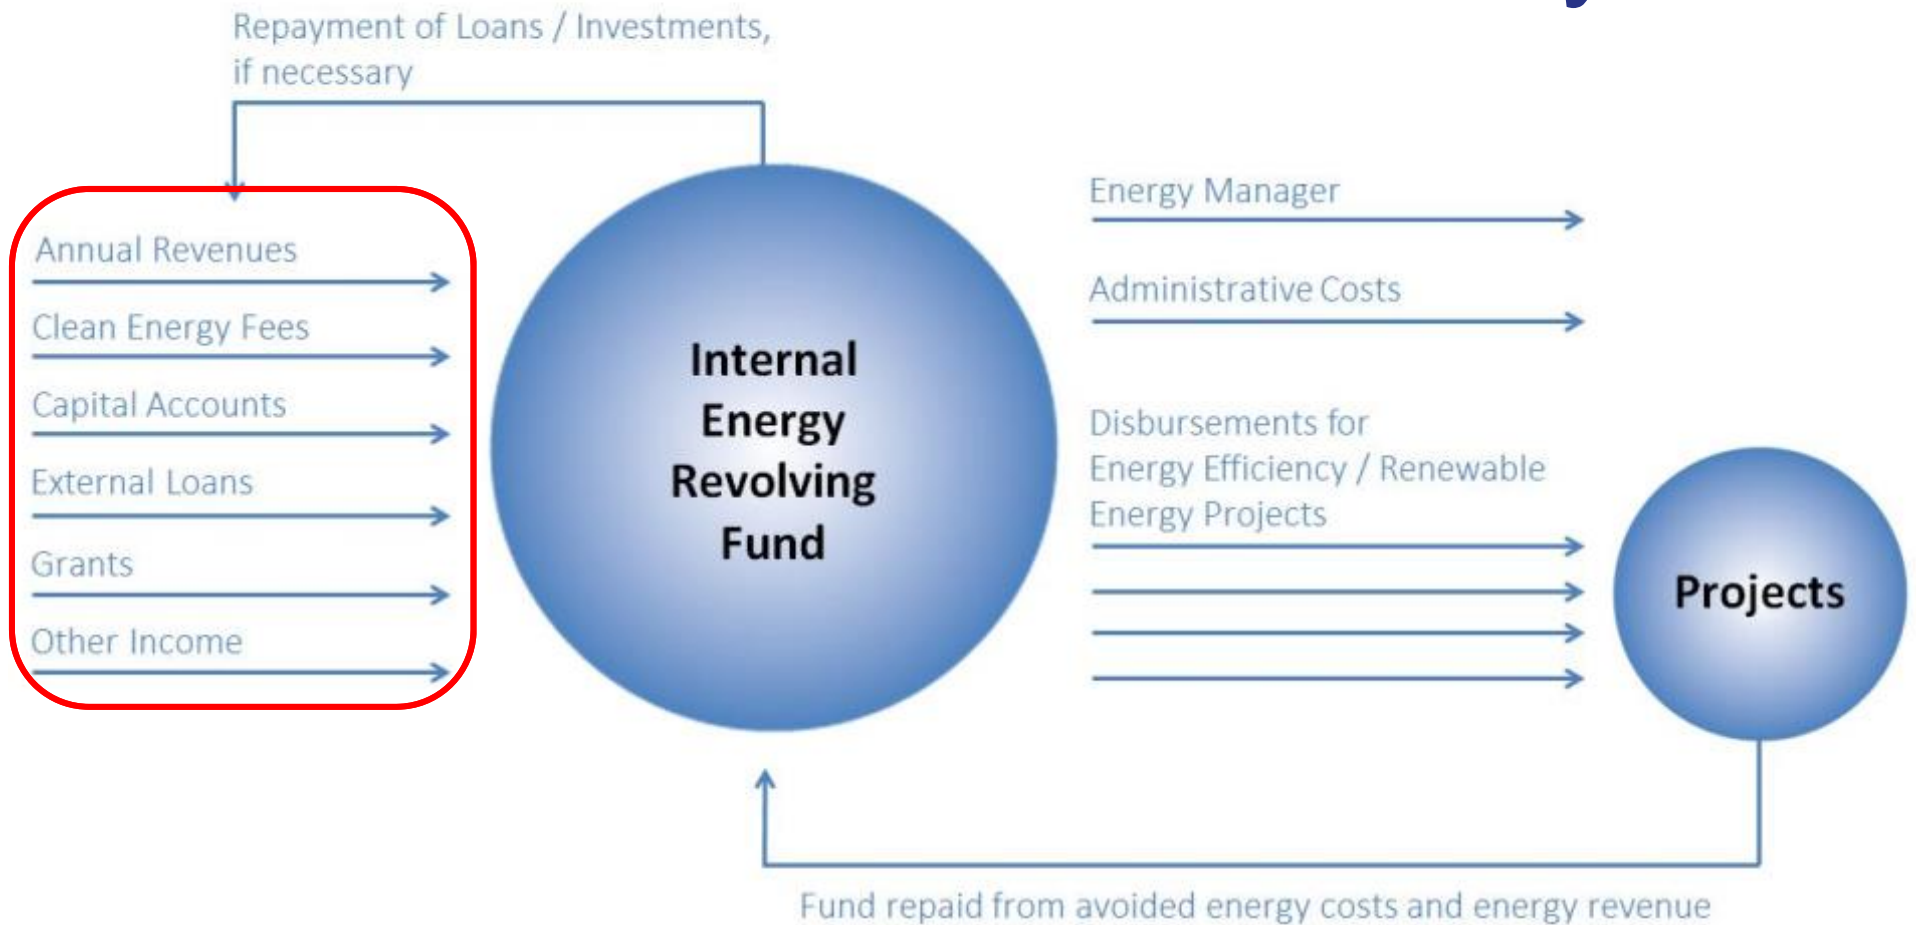 Repayment of Loans / Investments,
if necessary
Annual Revenues
Clean Energy Fees
Capital Accounts
External Loans
Grants
Other Income
Internal
Energy
Revolving
Fund
Energy Manager
Administrative Costs
Disbursements for
Energy Efficiency / Renewable
Energy Projects
Projects
Fund repaid from avoided energy costs and energy revenue